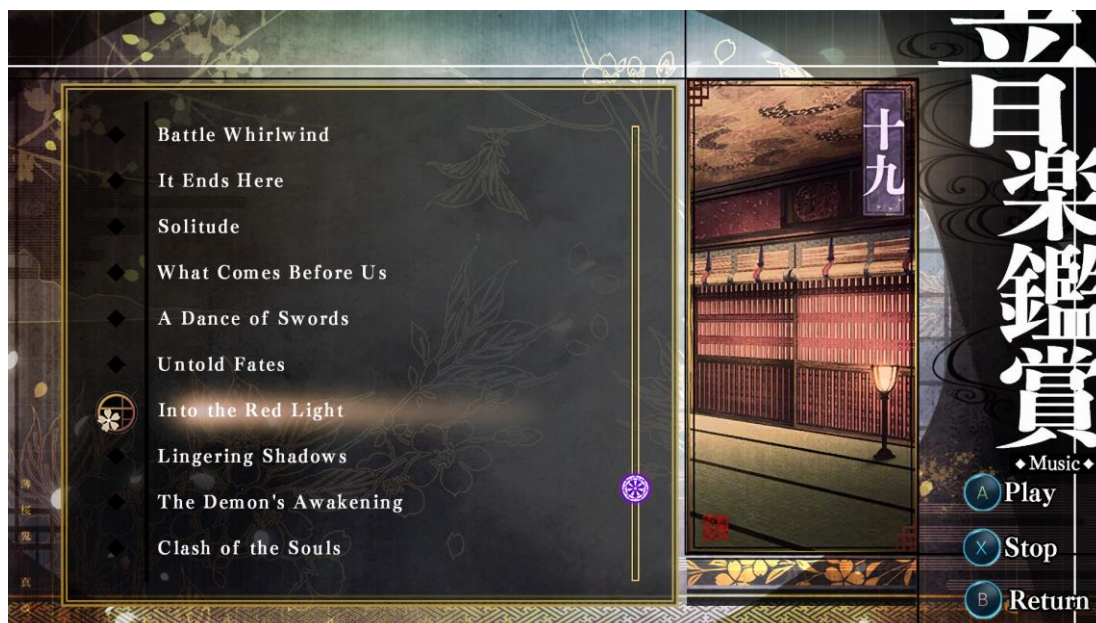 Battle Whirlwind
It Ends Here
Solitude
What Comes Before Us
A Dance of Swords
Untold Fates
Into the Red Light
Lingering Shadows
The Demon's Awakening
Clash of the Souls
十九
音楽鑑賞
Music
A Play
X Stop
B Return